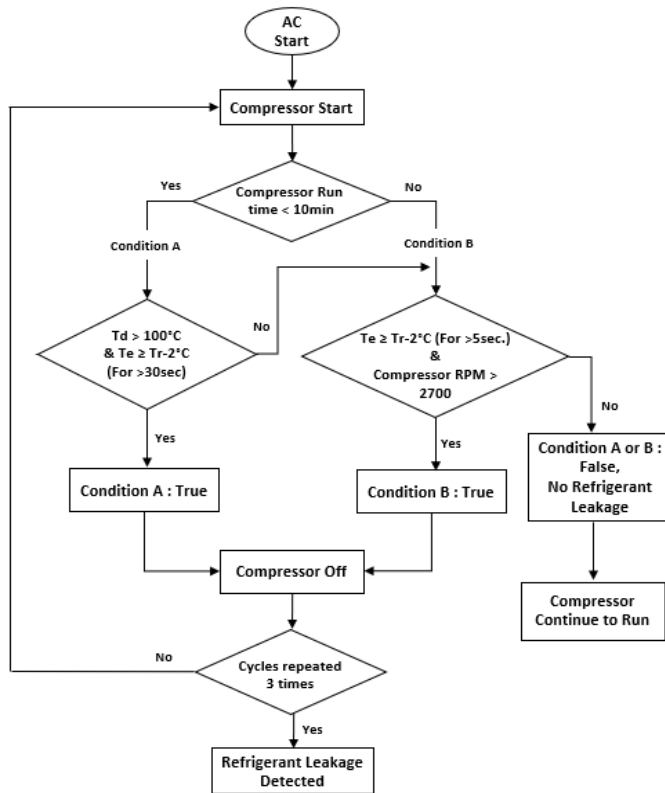 AC
Start
Compressor Start
Yes
Compressor Run
time < 10min
No
Condition A
Condition B
Td > 100°C
& Te ≥ Tr-2°C
(For >30sec)
No
Te ≥ Tr-2°C (For >5sec.)
&
Compressor RPM >
2700
No
Yes
Yes
Condition A : True
Condition B : True
Condition A or B :
False,
No Refrigerant
Leakage
Compressor Off
Compressor
Continue to Run
No
Cycles repeated
3 times
Yes
Refrigerant Leakage
Detected